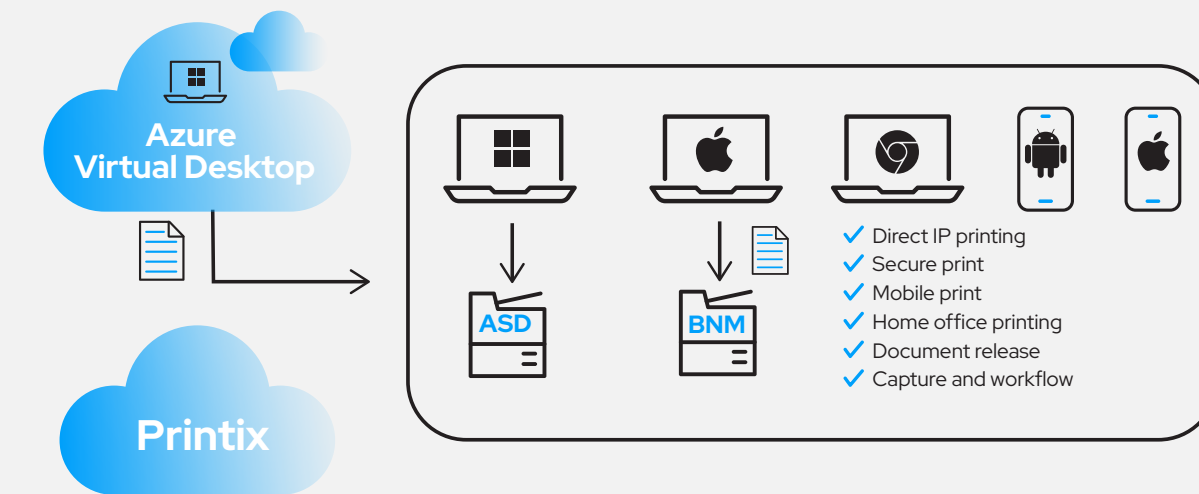 Azure
Virtual Desktop
ASD
BNM
Direct IP printing
Secure print
Mobile print
Home office printing
Document release
Capture and workflow
Printix